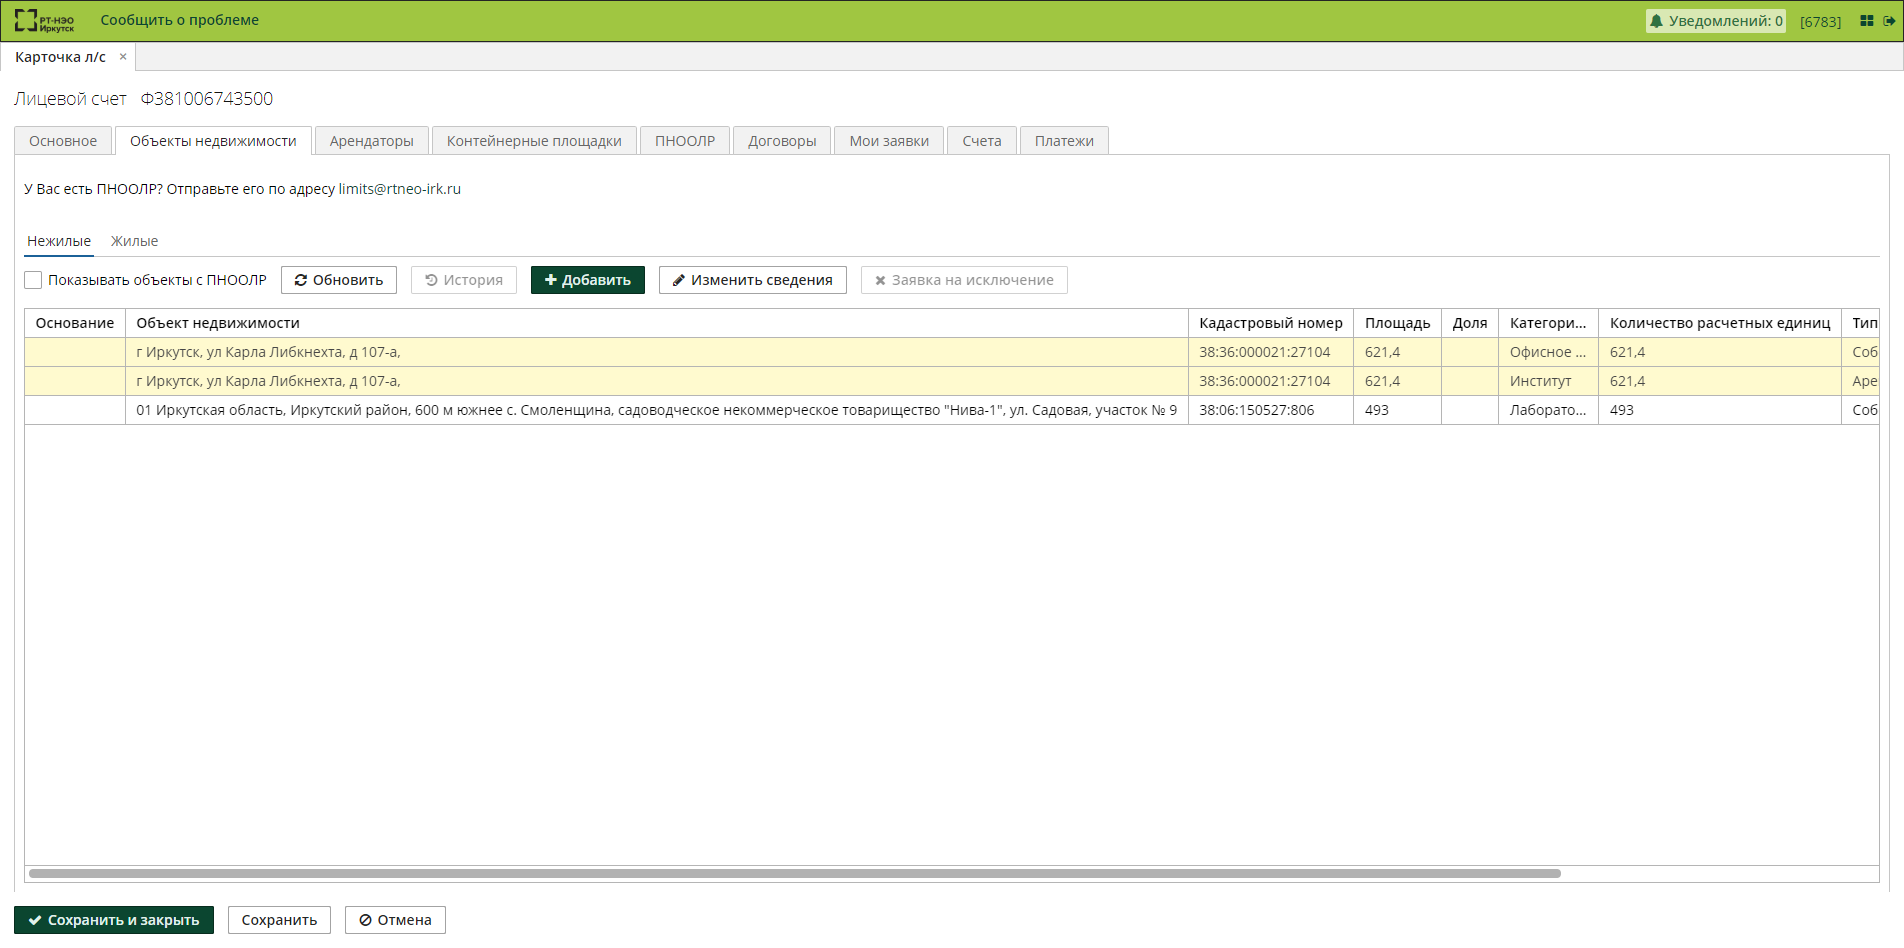 РТ-НЭО Иркутск Сообщить о проблеме Уведомлений: 0 [6783]
Карточка л/с ×
Лицевой счет Ф381006743500
Основное Объекты недвижимости Арендаторы Контейнерные площадки ПНООЛР Договоры Мои заявки Счета Платежи
У Вас есть ПНООЛР? Отправьте его по адресу limits@rtneo-irk.ru
Нежилые Жилые
Показывать объекты с ПНООЛР Обновить История Добавить Изменить сведения Заявка на исключение
Основание Объект недвижимости Кадастровый номер Площадь Доля Категори... Количество расчетных единиц Тип
г Иркутск, ул Карла Либкнехта, д 107-а, 38:36:000021:27104 621,4 Офисное ... 621,4 Соб
г Иркутск, ул Карла Либкнехта, д 107-а, 38:36:000021:27104 621,4 Институт 621,4 Аре
01 Иркутская область, Иркутский район, 600 м южнее с. Смоленщина, садоводческое некоммерческое товарищество "Нива-1", ул. Садовая, участок № 9 38:06:150527:806 493 Лаборато... 493 Соб
Сохранить и закрыть Сохранить Отмена